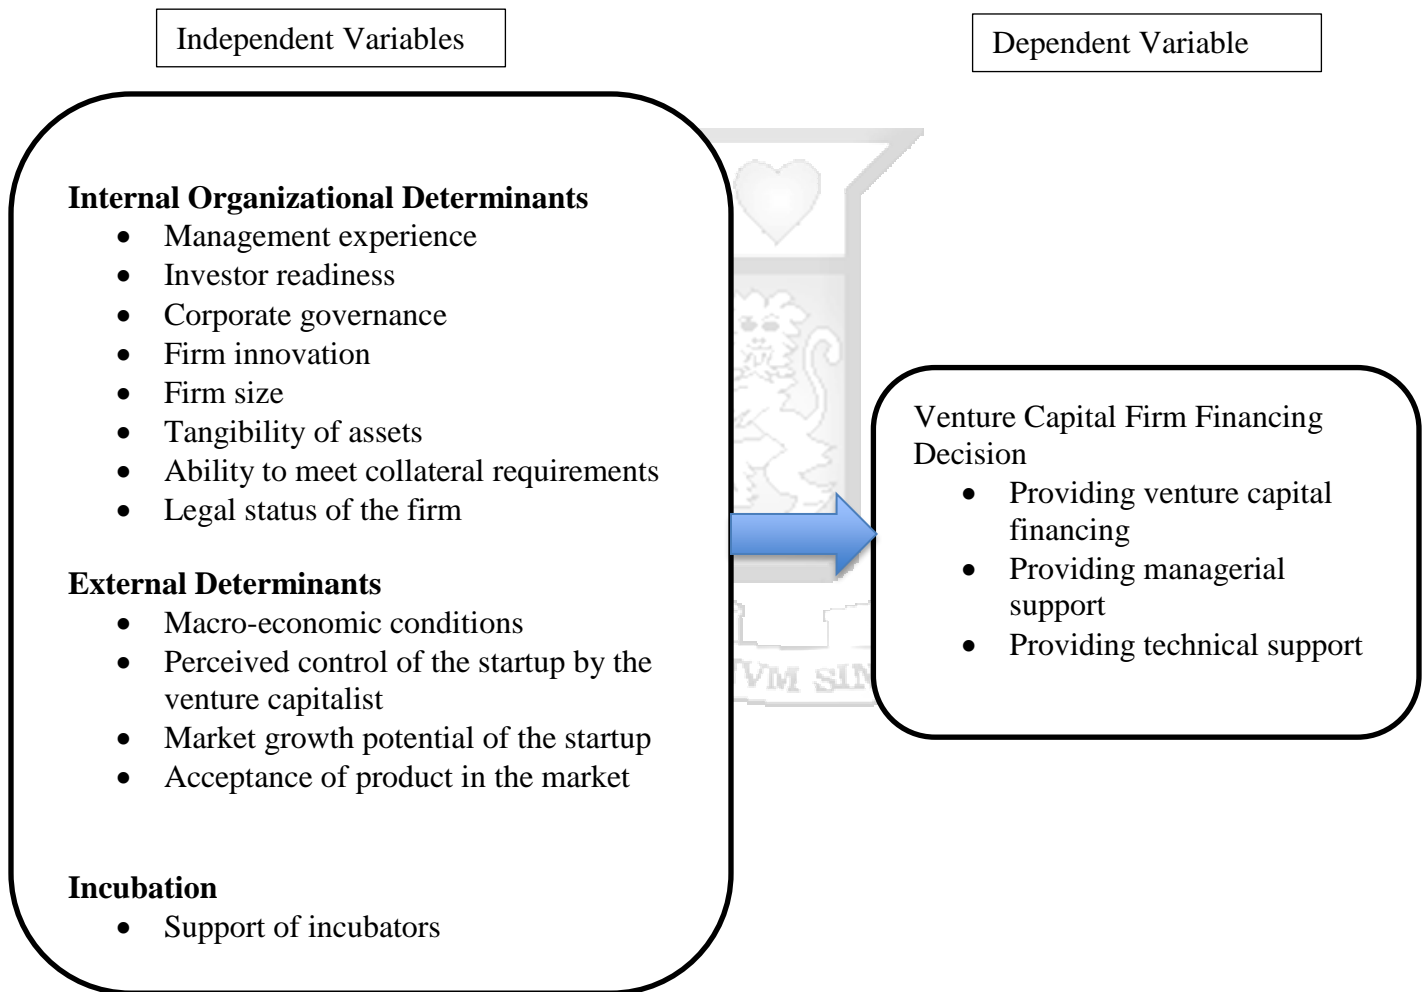 Independent Variables
Dependent Variable
Internal Organizational Determinants
• Management experience
• Investor readiness
• Corporate governance
• Firm innovation
• Firm size
• Tangibility of assets
• Ability to meet collateral requirements
• Legal status of the firm
External Determinants
• Macro-economic conditions
• Perceived control of the startup by the
venture capitalist
• Market growth potential of the startup
• Acceptance of product in the market
Incubation
• Support of incubators
Venture Capital Firm Financing
Decision
• Providing venture capital
financing
• Providing managerial
support
• Providing technical support